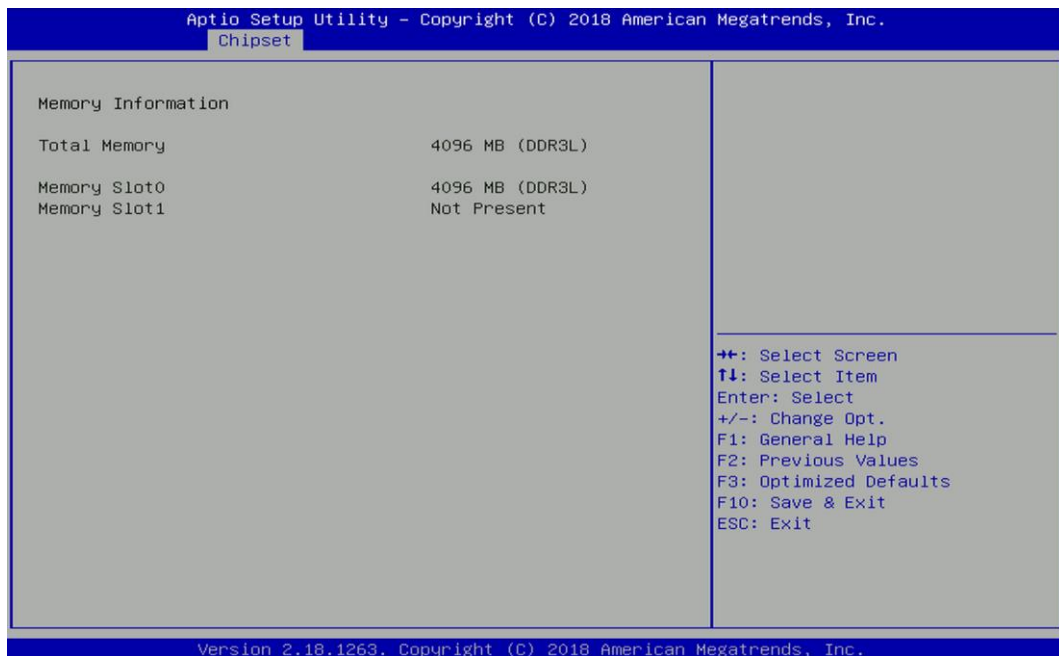 Aptio Setup Utility – Copyright (C) 2018 American Megatrends, Inc.
Chipset
Memory Information
Total Memory 4096 MB (DDR3L)
Memory Slot0 4096 MB (DDR3L)
Memory Slot1 Not Present
→←: Select Screen
↑↓: Select Item
Enter: Select
+/-: Change Opt.
F1: General Help
F2: Previous Values
F3: Optimized Defaults
F10: Save & Exit
ESC: Exit
Version 2.18.1263. Copyright (C) 2018 American Megatrends, Inc.